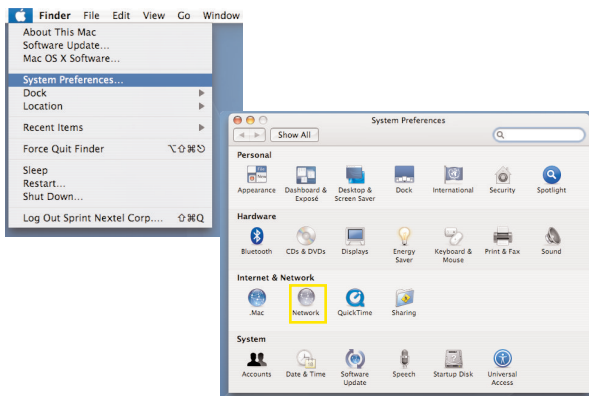 Finder File Edit View Go Window
About This Mac
Software Update...
Mac OS X Software...
System Preferences...
Dock
Location
Recent Items
Force Quit Finder ⌥⇧⌘⎋
Sleep
Restart...
Shut Down...
Log Out Sprint Nextel Corp.... ⇧⌘Q
System Preferences
Show All
Personal
Appearance Dashboard & Exposé Desktop & Screen Saver Dock International Security Spotlight
Hardware
Bluetooth CDs & DVDs Displays Energy Saver Keyboard & Mouse Print & Fax Sound
Internet & Network
.Mac Network QuickTime Sharing
System
Accounts Date & Time Software Update Speech Startup Disk Universal Access